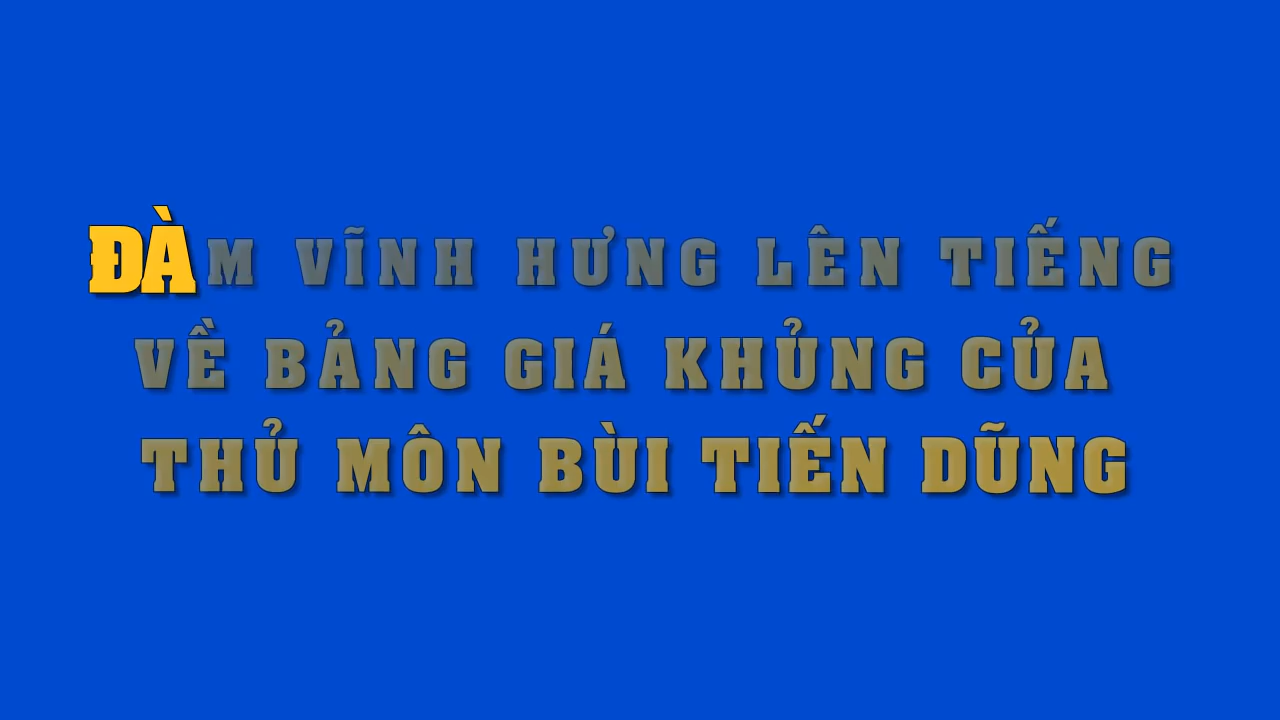 ĐÀM VĨNH HƯNG LÊN TIẾNG
VỀ BẢNG GIÁ KHỦNG CỦA
THỦ MÔN BÙI TIẾN DŨNG